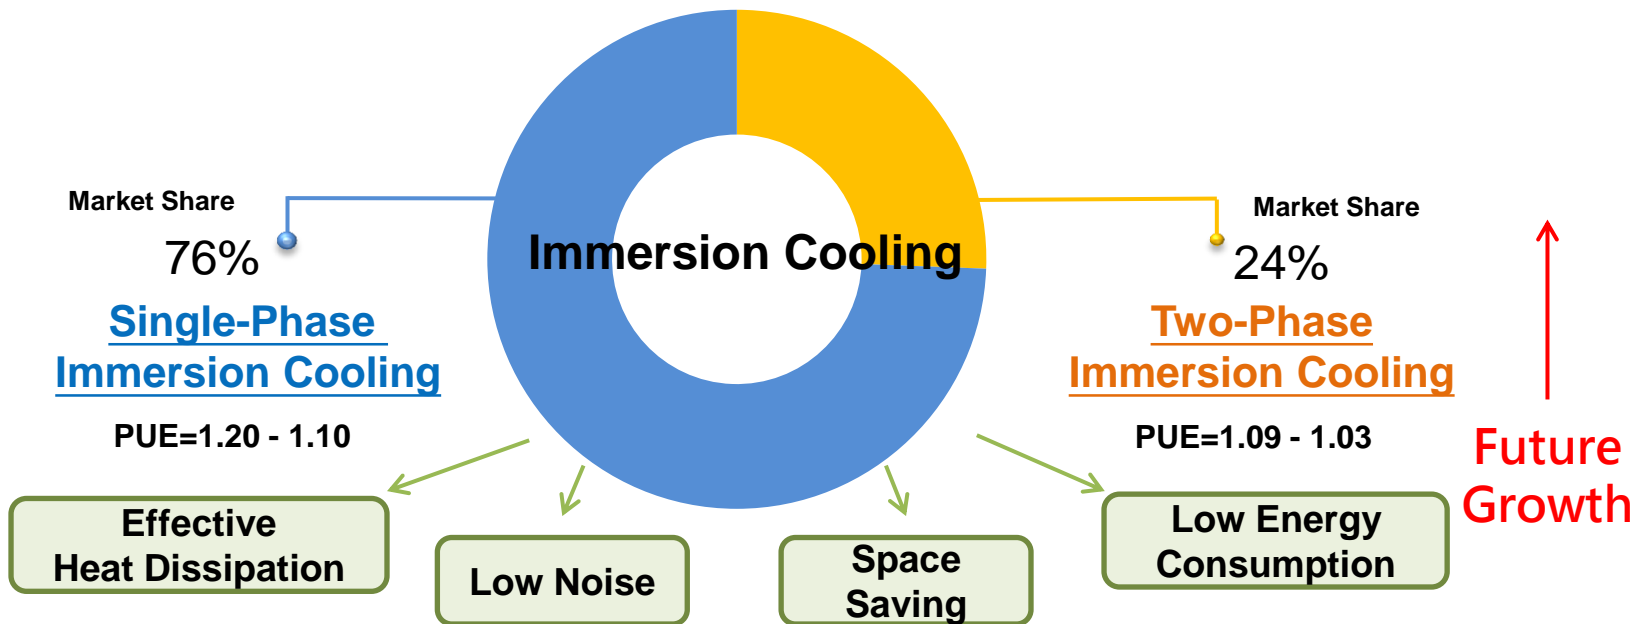 Immersion Cooling
Market Share
76%
Single-Phase
Immersion Cooling
PUE=1.20 - 1.10
Market Share
24%
Two-Phase
Immersion Cooling
PUE=1.09 - 1.03
Future
Growth
Effective
Heat Dissipation
Low Noise
Space
Saving
Low Energy
Consumption